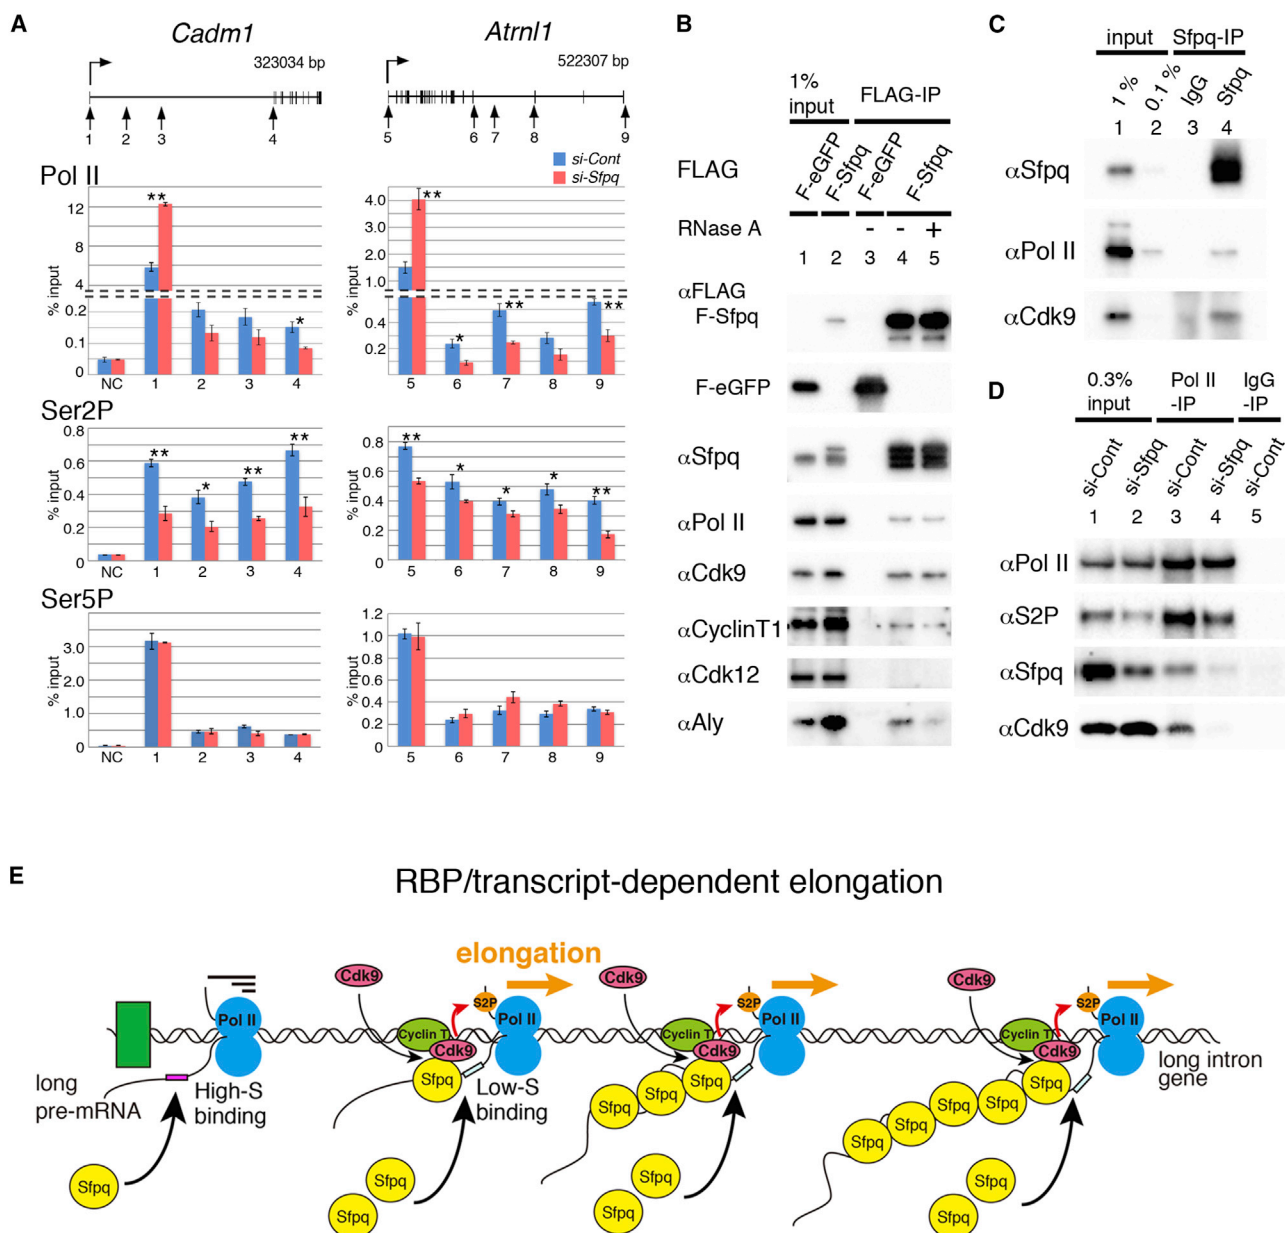 A
Cadm1
Atrnl1
323034 bp
522307 bp
1 2 3 4
5 6 7 8 9
si-Cont
si-Sfpq
Pol II
% input
12
8
4
0.2
0.1
0
**
*
NC 1 2 3 4
% input
4.0
3.0
2.0
1.0
0.4
0.2
**
*
**
**
5 6 7 8 9
Ser2P
% input
0.8
0.6
0.4
0.2
0
**
*
**
**
NC 1 2 3 4
% input
0.8
0.6
0.4
0.2
0
**
*
*
*
**
5 6 7 8 9
Ser5P
% input
3.0
2.0
1.0
0
NC 1 2 3 4
% input
1.2
1.0
0.8
0.6
0.4
0.2
0
5 6 7 8 9
B
1%
input
FLAG-IP
FLAG
F-eGFP
F-Sfpq
F-eGFP
F-Sfpq
RNase A - - +
1 2 3 4 5
αFLAG
F-Sfpq
F-eGFP
αSfpq
αPol II
αCdk9
αCyclinT1
αCdk12
αAly
C
input Sfpq-IP
1 %
0.1 %
IgG
Sfpq
1 2 3 4
αSfpq
αPol II
αCdk9
D
0.3%
input
Pol II
-IP
IgG
-IP
si-Cont
si-Sfpq
si-Cont
si-Sfpq
si-Cont
1 2 3 4 5
αPol II
αS2P
αSfpq
αCdk9
E
RBP/transcript-dependent elongation
elongation
Pol II
long
pre-mRNA
High-S
binding
Sfpq
Cdk9
Cyclin T
Cdk9
S2P
Pol II
Sfpq
Low-S
binding
Sfpq
Sfpq
Cdk9
Cyclin T
Cdk9
S2P
Pol II
Sfpq
Sfpq
Sfpq
Sfpq
Sfpq
Cdk9
Cyclin T
Cdk9
S2P
Pol II
long intron
gene
Sfpq
Sfpq
Sfpq
Sfpq
Sfpq
Sfpq
Sfpq